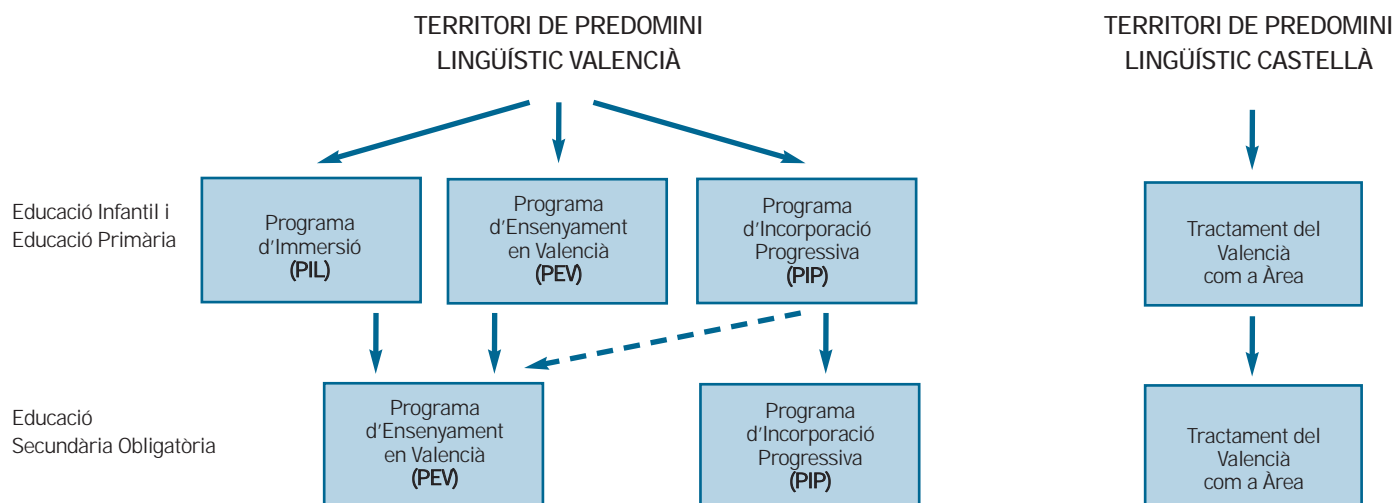 TERRITORI DE PREDOMINI
LINGÜÍSTIC VALENCIÀ
TERRITORI DE PREDOMINI
LINGÜÍSTIC CASTELLÀ
Educació Infantil i
Educació Primària
Programa
d'Immersió
(PIL)
Programa
d'Ensenyament
en Valencià
(PEV)
Programa
d'Incorporació
Progressiva
(PIP)
Tractament del
Valencià
com a Àrea
Educació
Secundària Obligatòria
Programa
d'Ensenyament
en Valencià
(PEV)
Programa
d'Incorporació
Progressiva
(PIP)
Tractament del
Valencià
com a Àrea